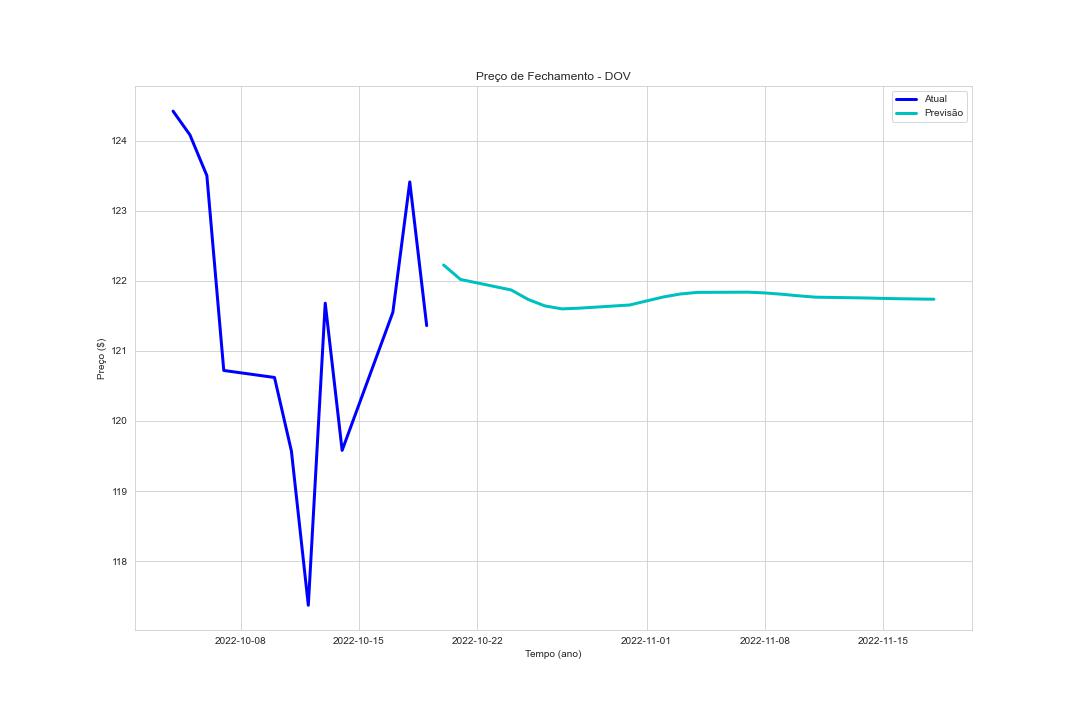 Preço de Fechamento - DOV
Atual
Previsão
124
123
122
121
120
119
118
Preço ($)
2022-10-08 2022-10-15 2022-10-22 2022-11-01 2022-11-08 2022-11-15
Tempo (ano)